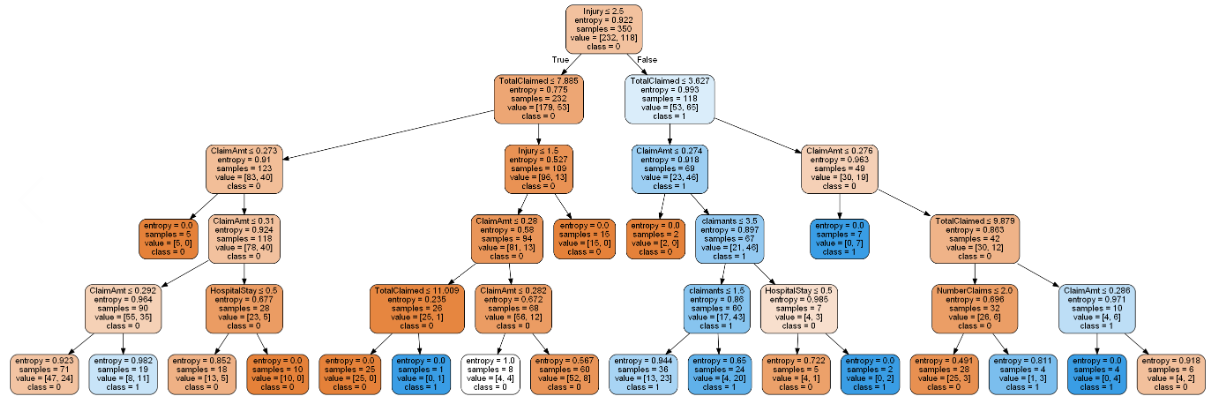 Injury ≤ 2.5
entropy = 0.922
samples = 350
value = [232, 118]
class = 0
True
False
TotalClaimed ≤ 7.885
entropy = 0.775
samples = 232
value = [179, 53]
class = 0
TotalClaimed ≤ 3.627
entropy = 0.993
samples = 118
value = [53, 65]
class = 1
ClaimAmt ≤ 0.273
entropy = 0.91
samples = 123
value = [83, 40]
class = 0
Injury ≤ 1.5
entropy = 0.527
samples = 109
value = [96, 13]
class = 0
ClaimAmt ≤ 0.274
entropy = 0.918
samples = 69
value = [23, 46]
class = 1
ClaimAmt ≤ 0.276
entropy = 0.963
samples = 49
value = [30, 19]
class = 0
entropy = 0.0
samples = 5
value = [5, 0]
class = 0
ClaimAmt ≤ 0.31
entropy = 0.924
samples = 118
value = [78, 40]
class = 0
ClaimAmt ≤ 0.28
entropy = 0.58
samples = 94
value = [81, 13]
class = 0
entropy = 0.0
samples = 15
value = [15, 0]
class = 0
entropy = 0.0
samples = 2
value = [2, 0]
class = 0
claimants ≤ 3.5
entropy = 0.897
samples = 67
value = [21, 46]
class = 1
entropy = 0.0
samples = 7
value = [0, 7]
class = 1
TotalClaimed ≤ 9.879
entropy = 0.863
samples = 42
value = [30, 12]
class = 0
ClaimAmt ≤ 0.292
entropy = 0.964
samples = 90
value = [55, 35]
class = 0
HospitalStay ≤ 0.5
entropy = 0.677
samples = 28
value = [23, 5]
class = 0
TotalClaimed ≤ 11.009
entropy = 0.235
samples = 26
value = [25, 1]
class = 0
ClaimAmt ≤ 0.282
entropy = 0.672
samples = 68
value = [56, 12]
class = 0
claimants ≤ 1.5
entropy = 0.86
samples = 60
value = [17, 43]
class = 1
HospitalStay ≤ 0.5
entropy = 0.985
samples = 7
value = [4, 3]
class = 0
NumberClaims ≤ 2.0
entropy = 0.696
samples = 32
value = [26, 6]
class = 0
ClaimAmt ≤ 0.286
entropy = 0.971
samples = 10
value = [4, 6]
class = 1
entropy = 0.923
samples = 71
value = [47, 24]
class = 0
entropy = 0.982
samples = 19
value = [8, 11]
class = 1
entropy = 0.852
samples = 18
value = [13, 5]
class = 0
entropy = 0.0
samples = 10
value = [10, 0]
class = 0
entropy = 0.0
samples = 25
value = [25, 0]
class = 0
entropy = 0.0
samples = 1
value = [0, 1]
class = 1
entropy = 1.0
samples = 8
value = [4, 4]
class = 0
entropy = 0.567
samples = 60
value = [52, 8]
class = 0
entropy = 0.944
samples = 36
value = [13, 23]
class = 1
entropy = 0.65
samples = 24
value = [4, 20]
class = 1
entropy = 0.722
samples = 5
value = [4, 1]
class = 0
entropy = 0.0
samples = 2
value = [0, 2]
class = 1
entropy = 0.491
samples = 28
value = [25, 3]
class = 0
entropy = 0.811
samples = 4
value = [1, 3]
class = 1
entropy = 0.0
samples = 4
value = [0, 4]
class = 1
entropy = 0.918
samples = 6
value = [4, 2]
class = 0